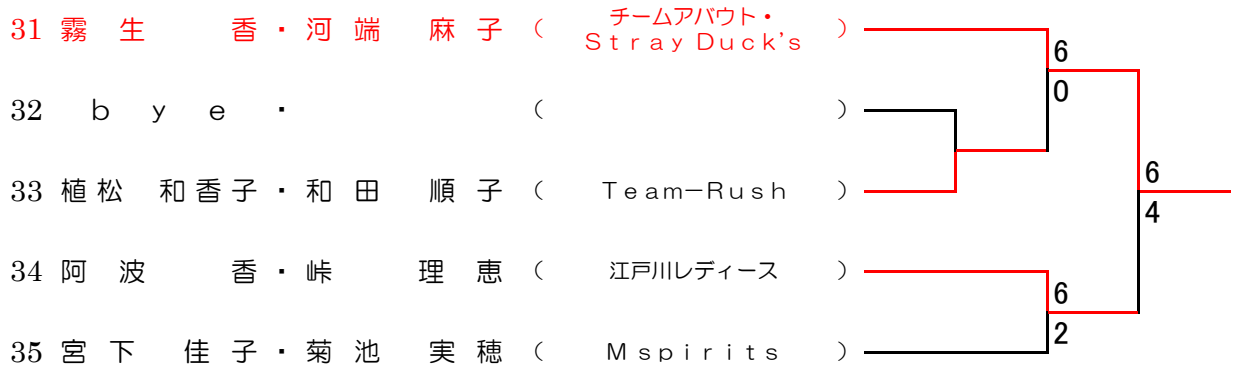 31 霧生 香・河端 麻子 ( チームアバウト・ Stray Duck's )
6
0
32 bye・ ( )
33 植松 和香子・和田 順子 ( Team−Rush )
6
4
34 阿波 香・峠 理恵 ( 江戸川レディース )
6
2
35 宮下 佳子・菊池 実穂 ( Mspirits )